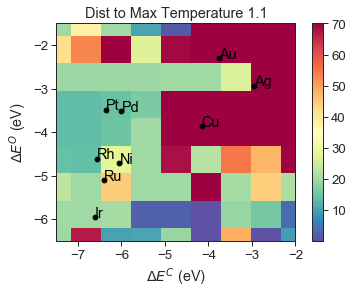 Dist to Max Temperature 1.1
ΔE^O (eV)
−2
−3
−4
−5
−6
Au
Ag
Pt
Pd
Cu
Rh
Ni
Ru
Ir
−7
−6
−5
−4
−3
−2
ΔE^C (eV)
70
60
50
40
30
20
10